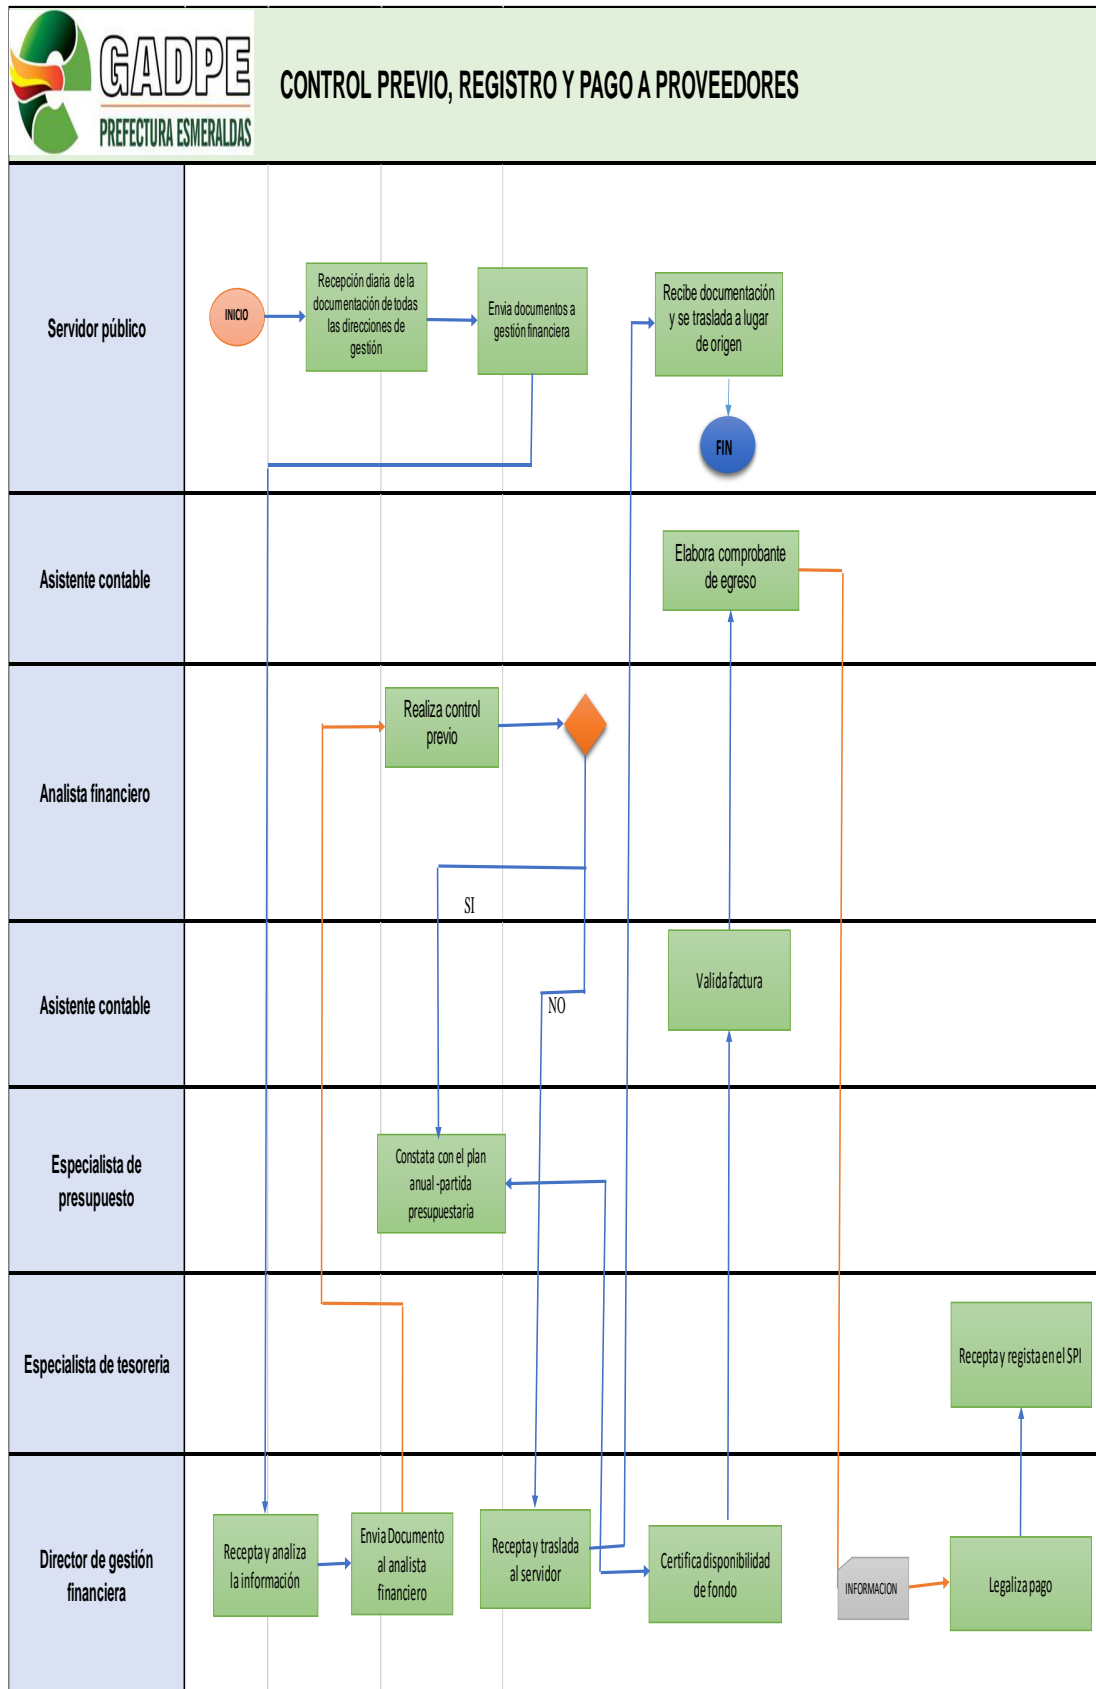 GADPE
PREFECTURA ESMERALDAS
CONTROL PREVIO, REGISTRO Y PAGO A PROVEEDORES
Servidor público
INICIO
Recepción diaria de la
documentación de todas
las direcciones de
gestión
Envia documentos a
gestión financiera
Recibe documentación
y se traslada a lugar
de origen
FIN
Asistente contable
Elabora comprobante
de egreso
Analista financiero
Realiza control
previo
SI
Asistente contable
Valida factura
NO
Especialista de
presupuesto
Constata con el plan
anual -partida
presupuestaria
Especialista de tesoreria
Recepta y regista en el SPI
Director de gestión
financiera
Recepta y analiza
la información
Envia Documento
al analista
financiero
Recepta y traslada
al servidor
Certifica disponibilidad
de fondo
INFORMACION
Legaliza pago